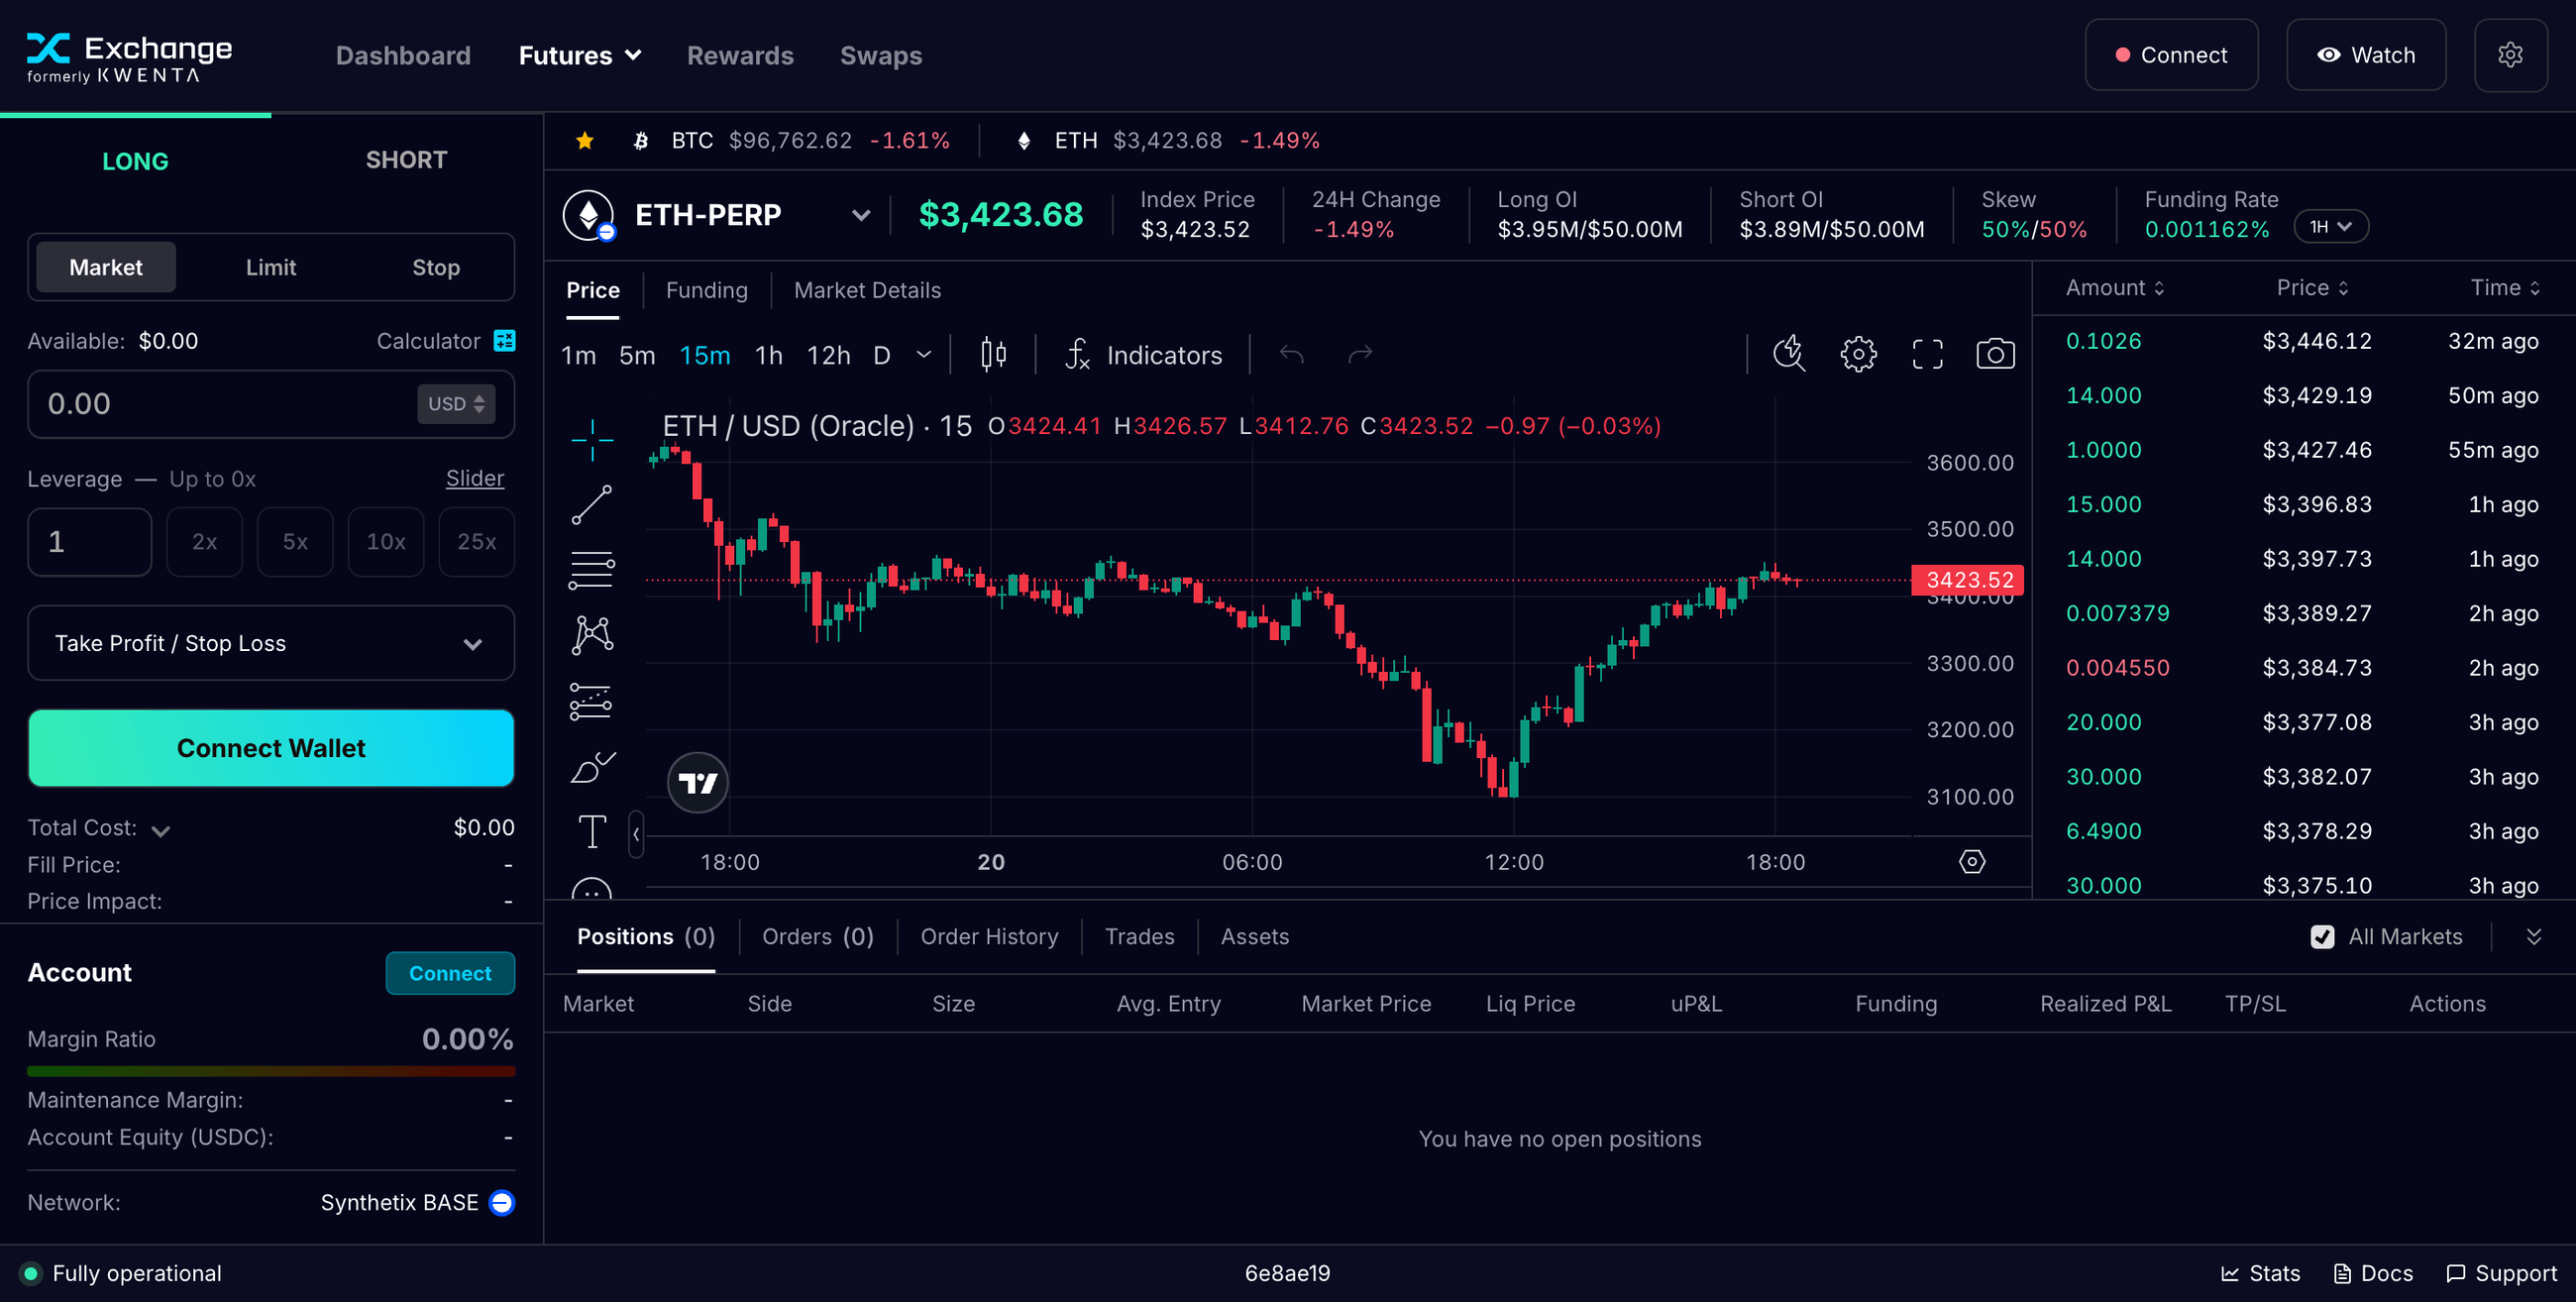 Exchange
formerly KWENTA
Dashboard
Futures
Rewards
Swaps
Connect
Watch
LONG
SHORT
Market
Limit
Stop
Available: $0.00
Calculator
0.00
USD
Leverage — Up to 0x
Slider
1
2x
5x
10x
25x
Take Profit / Stop Loss
Connect Wallet
Total Cost: $0.00
Fill Price: -
Price Impact: -
Account
Connect
Margin Ratio 0.00%
Maintenance Margin: -
Account Equity (USDC): -
Network: Synthetix BASE
BTC $96,762.62 -1.61%
ETH $3,423.68 -1.49%
ETH-PERP
$3,423.68
Index Price
$3,423.52
24H Change
-1.49%
Long OI
$3.95M/$50.00M
Short OI
$3.89M/$50.00M
Skew
50%/50%
Funding Rate
0.001162%
1H
Price
Funding
Market Details
1m 5m 15m 1h 12h D
Indicators
ETH / USD (Oracle) · 15 O3424.41 H3426.57 L3412.76 C3423.52 −0.97 (−0.03%)
3600.00
3500.00
3423.52
3400.00
3300.00
3200.00
3100.00
18:00 20 06:00 12:00 18:00
Amount Price Time
0.1026 $3,446.12 32m ago
14.000 $3,429.19 50m ago
1.0000 $3,427.46 55m ago
15.000 $3,396.83 1h ago
14.000 $3,397.73 1h ago
0.007379 $3,389.27 2h ago
0.004550 $3,384.73 2h ago
20.000 $3,377.08 3h ago
30.000 $3,382.07 3h ago
6.4900 $3,378.29 3h ago
30.000 $3,375.10 3h ago
Positions (0)
Orders (0)
Order History
Trades
Assets
All Markets
Market Side Size Avg. Entry Market Price Liq Price uP&L Funding Realized P&L TP/SL Actions
You have no open positions
Fully operational
6e8ae19
Stats
Docs
Support